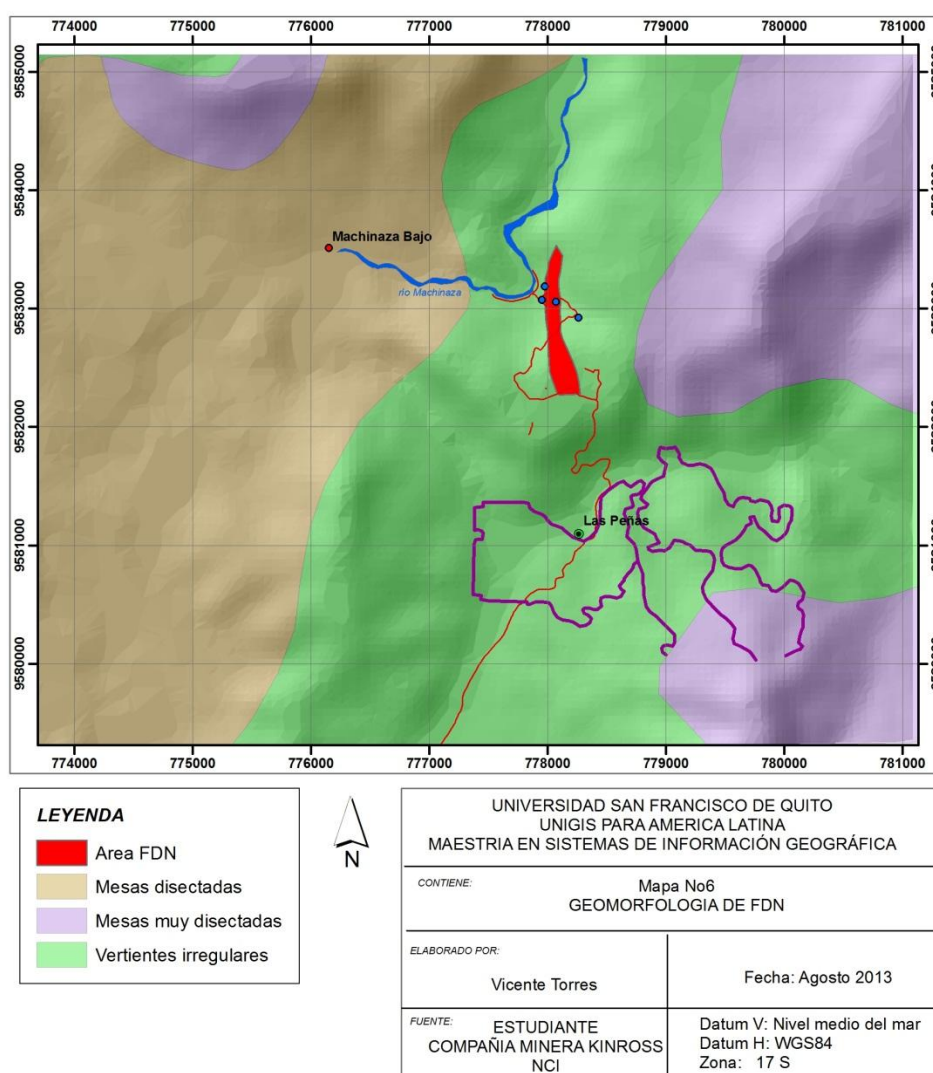 774000 775000 776000 777000 778000 779000 780000 781000
9585000
9584000
Machinaza Bajo
río Machinaza
9583000
9582000
Las Peñas
9581000
9580000
774000 775000 776000 777000 778000 779000 780000 781000
LEYENDA
Area FDN
Mesas disectadas
Mesas muy disectadas
Vertientes irregulares
N
UNIVERSIDAD SAN FRANCISCO DE QUITO
UNIGIS PARA AMERICA LATINA
MAESTRIA EN SISTEMAS DE INFORMACIÓN GEOGRÁFICA
CONTIENE:
Mapa No6
GEOMORFOLOGIA DE FDN
ELABORADO POR:
Vicente Torres
Fecha: Agosto 2013
FUENTE:
ESTUDIANTE
COMPAÑIA MINERA KINROSS
NCI
Datum V: Nivel medio del mar
Datum H: WGS84
Zona: 17 S